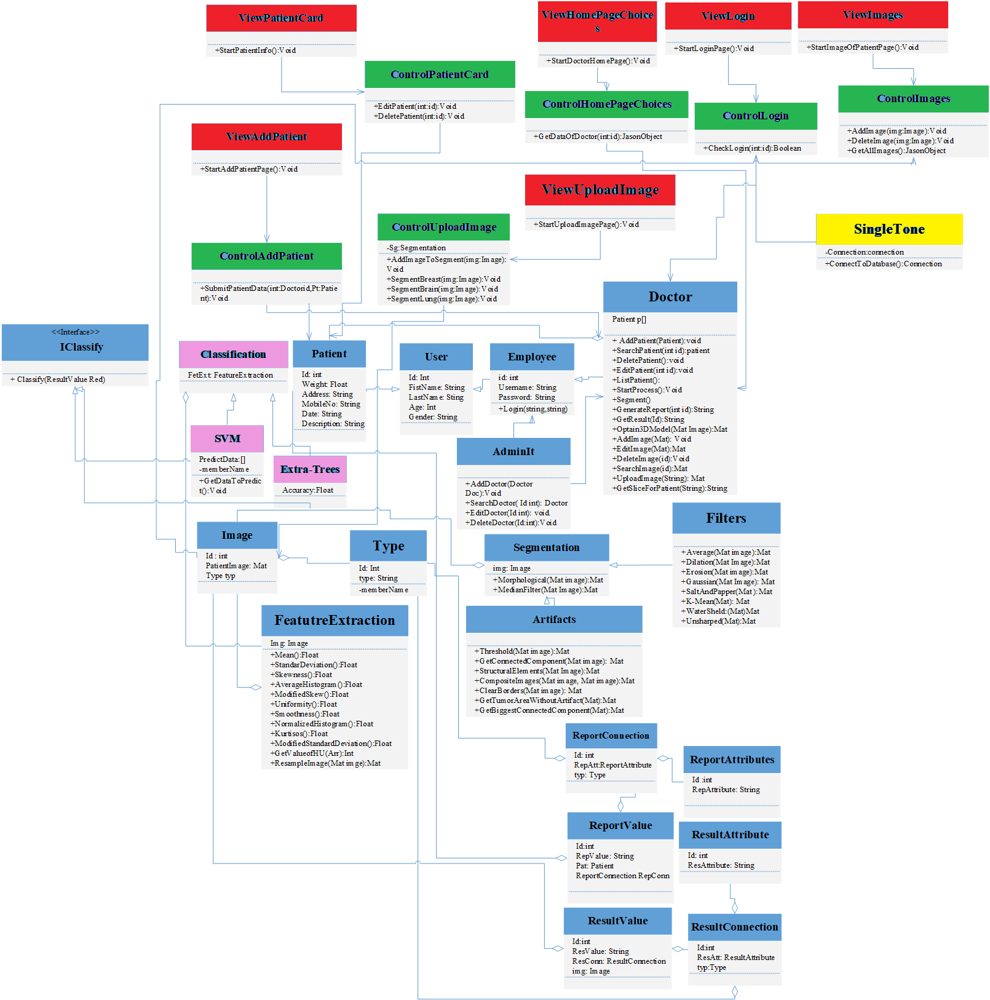 ViewPatientCard
+StartPatientInfo():Void
ViewHomePageChoice
s
+StartDoctorHomePage():Void
ViewLogin
+StartLoginPage():Void
ViewImages
+StartImageOfPatientPage():Void
ControlPatientCard
+EditPatient(int:id):Void
+DeletePatient(int:id):Void
ControlHomePageChoices
+GetDataOfDoctor(int:id):JasonObject
ControlLogin
+CheckLogin(int:id):Boolean
ControlImages
+AddImage(img:Image):Void
+DeleteImage(img:Image):Void
+GetAllImages():JasonObject
ViewAddPatient
+StartAddPatientPage():Void
ViewUploadImage
+StartUploadImagePage():Void
ControlUploadImage
-Sg:Segmentation
+AddImageToSegment(img:Image):
Void
+SegmentBreast(img:Image):Void
+SegmentBrain(img:Image):Void
+SegmentLung(img:Image):Void
SingleTone
-Connection:connection
+ConnectToDatabase():Connection
ControlAddPatient
+SubmitPatientData(int:Doctorid,Pt:Patie
nt):Void
Doctor
Patient p[]
+ AddPatient(Patient):void
+SearchPatient(int id):patient
+DeletePatient():void
+EditPatient(int id):void
+ListPatient():
+StartProcess():Void
+Segment()
+GenerateReport(int id):String
+GetResult(Id):String
+Optain3DModel(Mat Image):Mat
+AddImage(Mat): Void
+EditImage(Mat):Mat
+DeleteImage(id):Void
+SearchImage(id):Mat
+UploadImage(String): Mat
+GetSliceForPatient(String):String
<<Interface>>
IClassify
+ Classify(ResultValue Red)
Classification
FetExt: FeatureExtraction
Patient
Id: int
Weight: Float
Address: String
MobileNo: String
Date: String
Description: String
User
Id: Int
FistName: String
LastName: Sting
Age: Int
Gender: String
Employee
id: int
Username: String
Password: String
+Login(string,string)
SVM
PredictData:[]
-memberName
+GetDataToPredic
t():Void
Extra-Trees
Accuracy:Float
AdminIt
+AddDoctor(Doctor
Doc):Void
+SearchDoctor( Id int): Doctor
+EditDoctor(Id int): void
+DeleteDoctor(Id:int):Void
Filters
+Average(Mat image):Mat
+Dilation(Mat Image):Mat
+Erosion(Mat image):Mat
+Gaussian(Mat Image): Mat
+SaltAndPapper(Mat ): Mat
+K-Mean(Mat): Mat
+WaterSheld:(Mat)Mat
+Unsharped(Mat):Mat
Image
Id : int
PatientImage: Mat
Type typ
Type
Id: Int
type: String
-memberName
Segmentation
img: Image
+Morphological(Mat image):Mat
+MedianFilter(Mat Image):Mat
FeatutreExtraction
Img: Image
+Mean():Float
+StandarDeviation():Float
+Skewness():Float
+AverageHistogram():Float
+ModifiedSkew():Float
+Uniformity():Float
+Smoothness():Float
+NormalizedHistogram():Float
+Kurtisos():Float
+ModifiedStandardDeviation():Float
+GetValueofHU(Arr):Int
+ResampleImage(Mat imge):Mat
Artifacts
+Threshold(Mat image):Mat
+GetConnectedComponent(Mat image): Mat
+StructuralElements(Mat Image):Mat
+CompositeImages(Mat image, Mat image):Mat
+ClearBorders(Mat image): Mat
+GetTumorAreaWithoutArtifact(Mat):Mat
+GetBiggestConnectedComponent(Mat):Mat
ReportConnection
Id: int
RepAtt:ReportAttribute
typ: Type
ReportAttributes
Id :int
RepAttribute: String
ReportValue
Id:int
RepValue: String
Pat: Patient
ReportConnection RepConn
ResultAttribute
Id: int
ResAttribute: String
ResultValue
Id:int
ResValue: String
ResConn: ResultConnection
img: Image
ResultConnection
Id:int
ResAtt: ResultAttribute
typ:Type